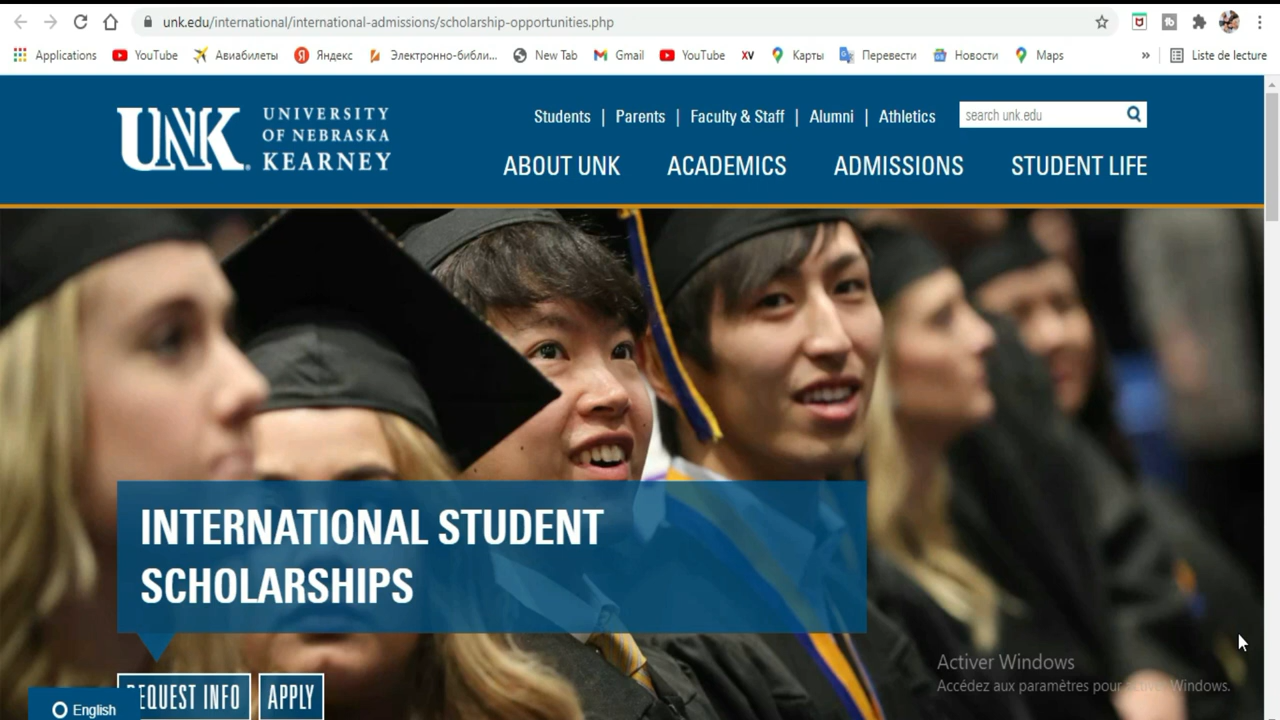 unk.edu/international/international-admissions/scholarship-opportunities.php
Applications YouTube Авиабилеты Яндекс Электронно-библи... New Tab Gmail YouTube XV Карты Перевести Новости Maps » Liste de lecture
UNK. UNIVERSITY
OF NEBRASKA
KEARNEY
Students | Parents | Faculty & Staff | Alumni | Athletics search unk.edu
ABOUT UNK ACADEMICS ADMISSIONS STUDENT LIFE
INTERNATIONAL STUDENT
SCHOLARSHIPS
Activer Windows
Accédez aux paramètres pour activer Windows.
REQUEST INFO APPLY
English